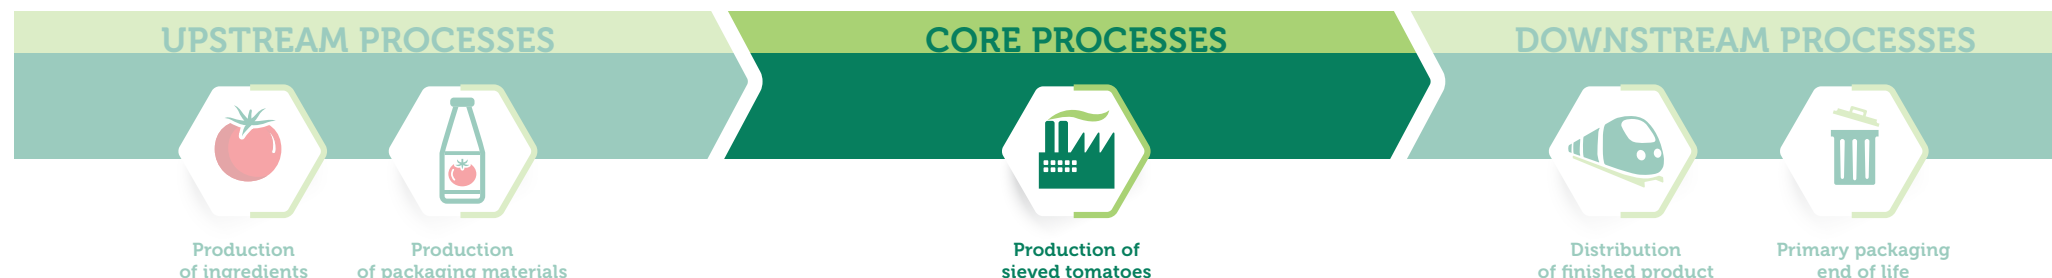 UPSTREAM PROCESSES
CORE PROCESSES
DOWNSTREAM PROCESSES
Production
of ingredients
Production
of packaging materials
Production of
sieved tomatoes
Distribution
of finished product
Primary packaging
end of life